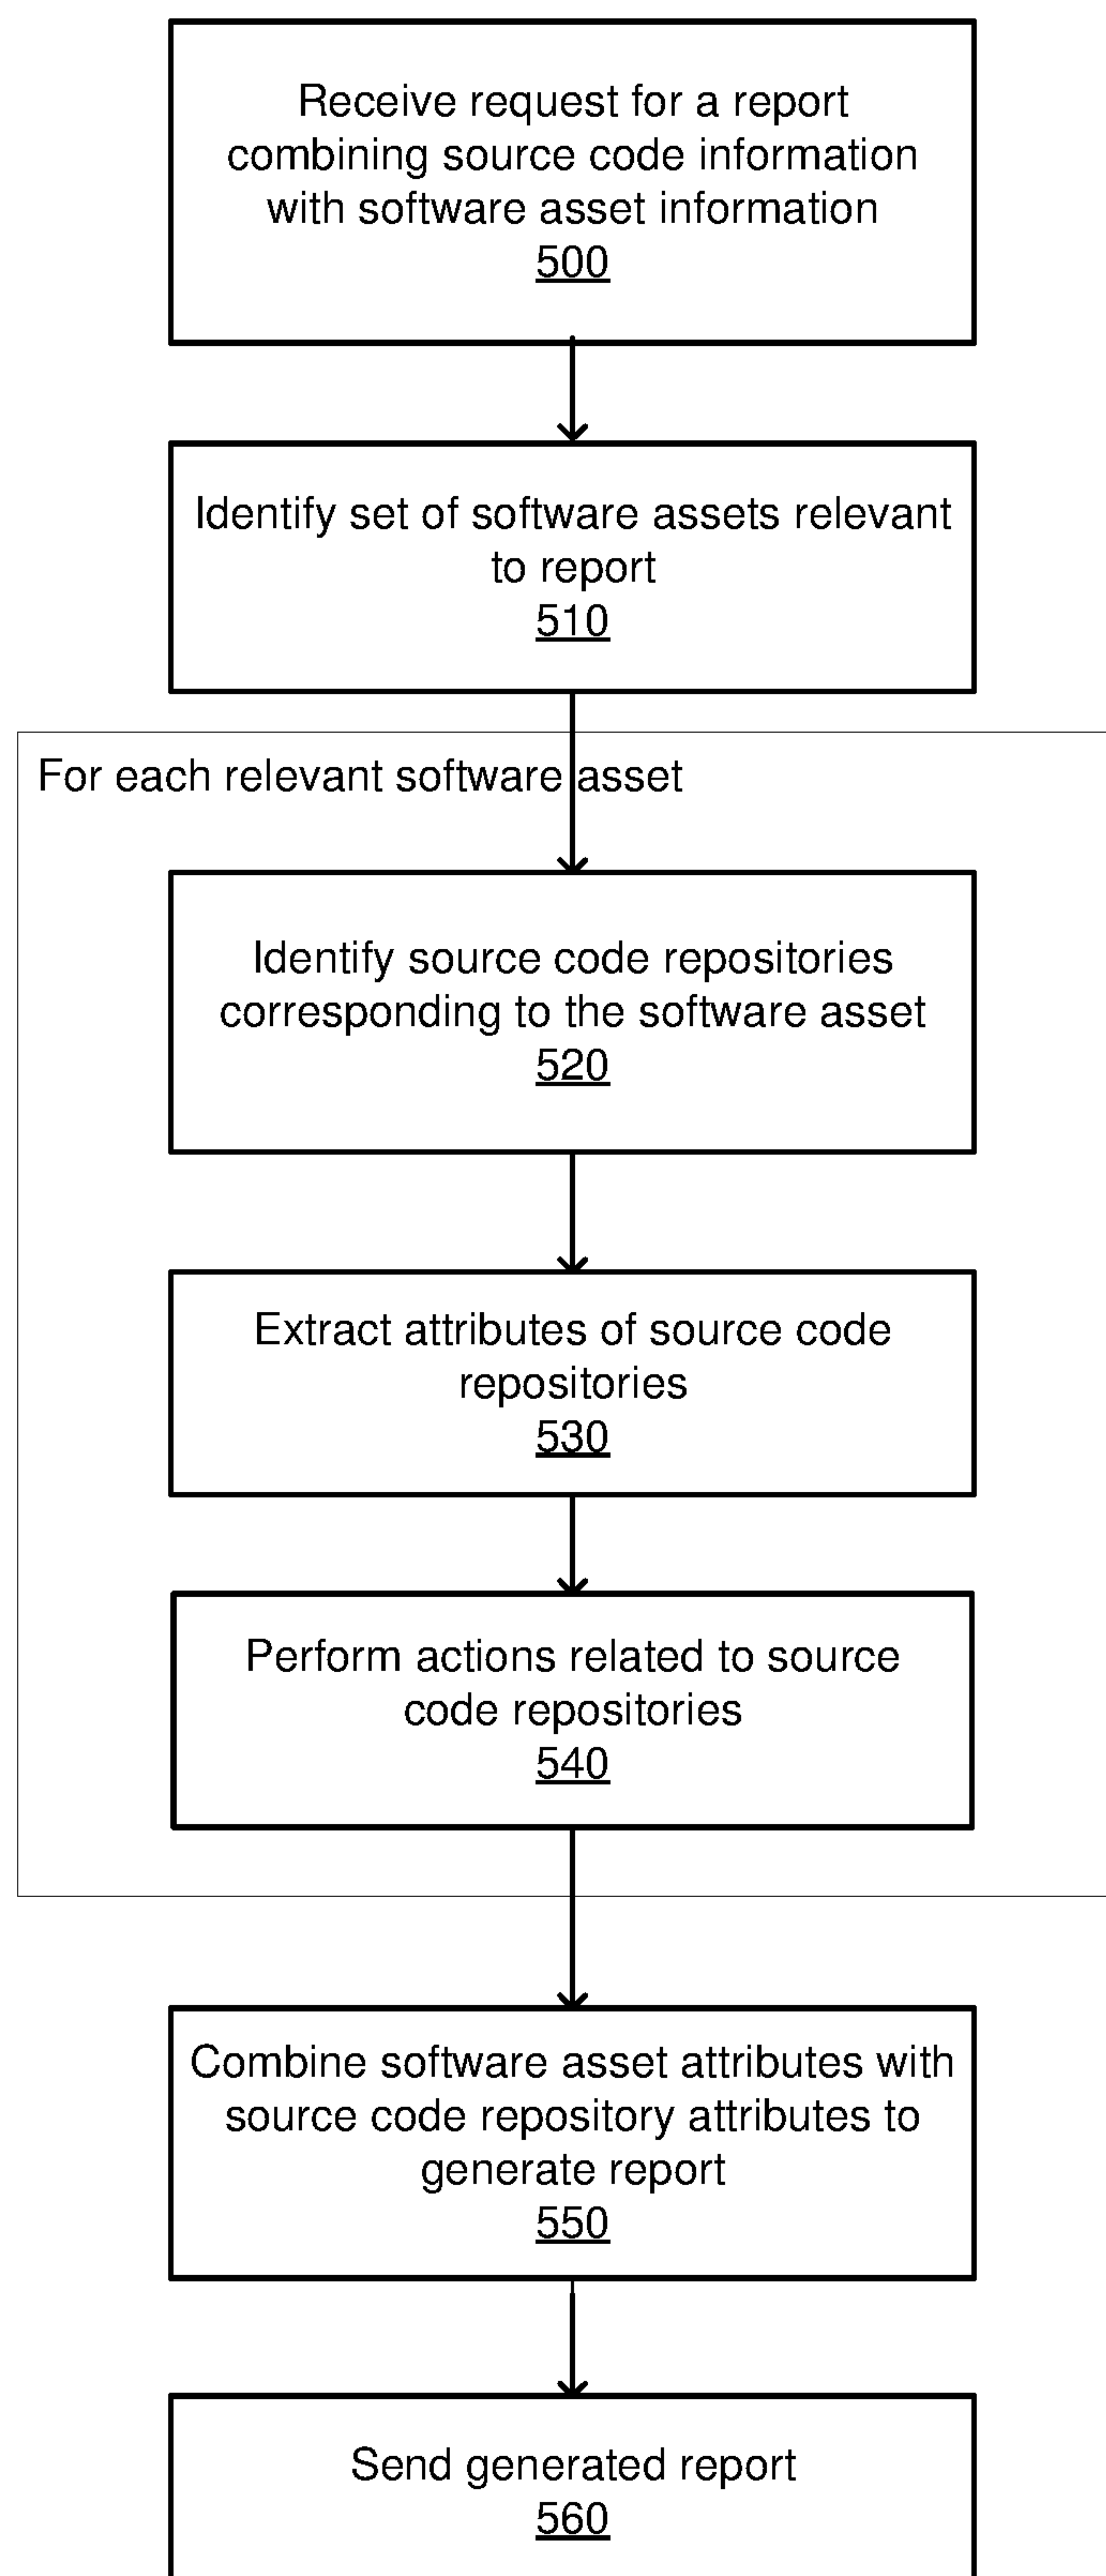 Receive request for a report
combining source code information
with software asset information
500
Identify set of software assets relevant
to report
510
For each relevant software asset
Identify source code repositories
corresponding to the software asset
520
Extract attributes of source code
repositories
530
Perform actions related to source
code repositories
540
Combine software asset attributes with
source code repository attributes to
generate report
550
Send generated report
560